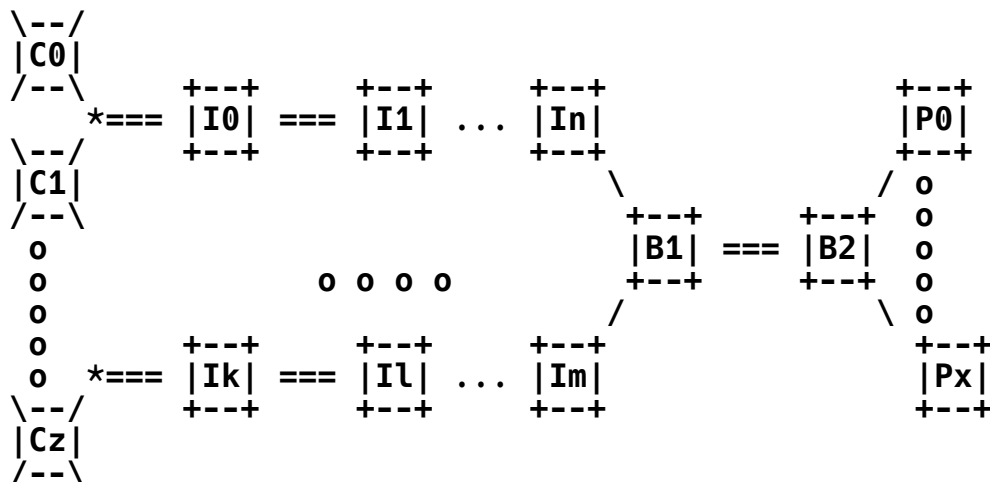 \--/
|C0|
/--\     +--+     +--+     +--+               +--+
    *=== |I0| === |I1| ... |In|               |P0|
\--/     +--+     +--+     +--+               +--+
|C1|                           \             / o
/--\                            +--+     +--+  o
 o                              |B1| === |B2|  o
 o              o o o o         +--+     +--+  o
 o                             /             \ o
 o       +--+     +--+     +--+                +--+
 o  *=== |Ik| === |Il| ... |Im|                |Px|
\--/     +--+     +--+     +--+                +--+
|Cz|
/--\